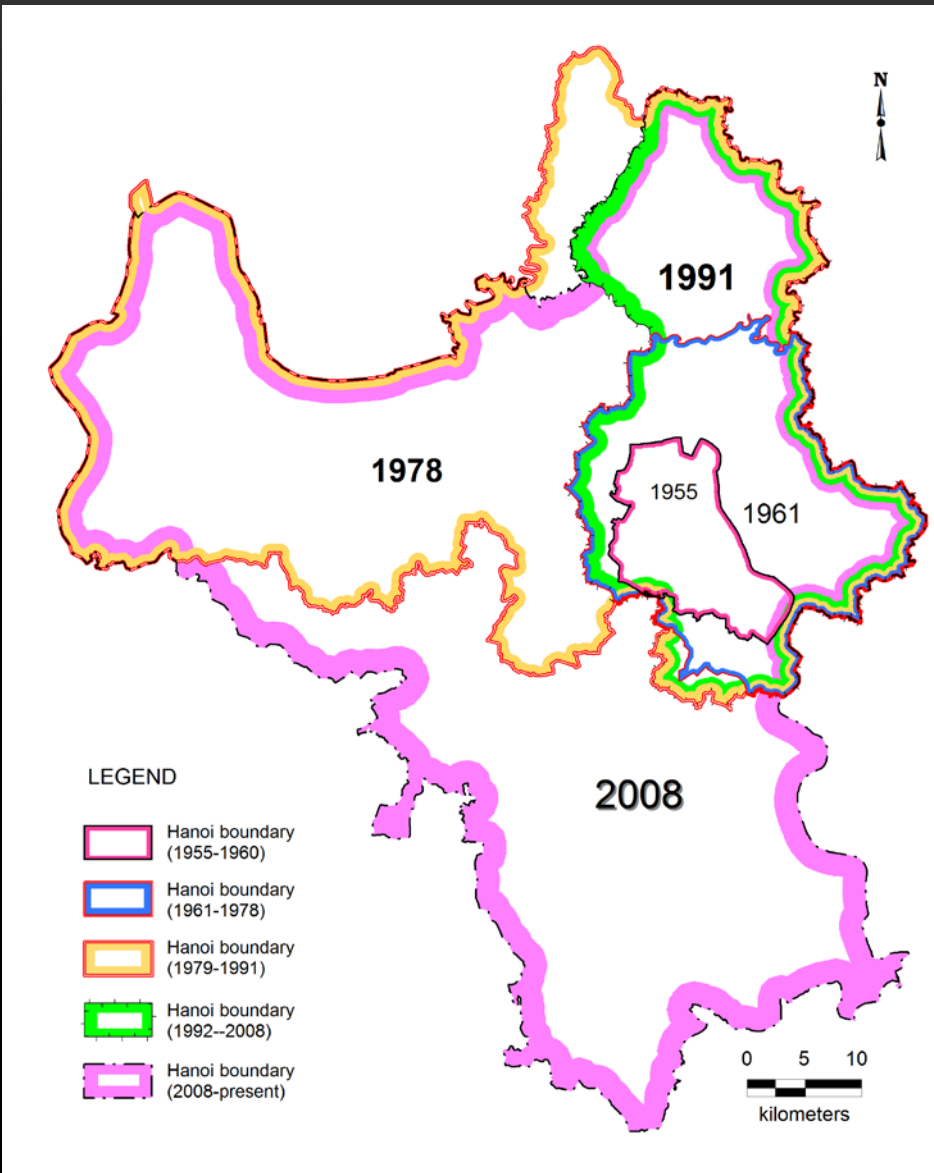 N
1991
1978
1955
1961
2008
LEGEND
Hanoi boundary
(1955-1960)
Hanoi boundary
(1961-1978)
Hanoi boundary
(1979-1991)
Hanoi boundary
(1992--2008)
Hanoi boundary
(2008-present)
0 5 10
kilometers